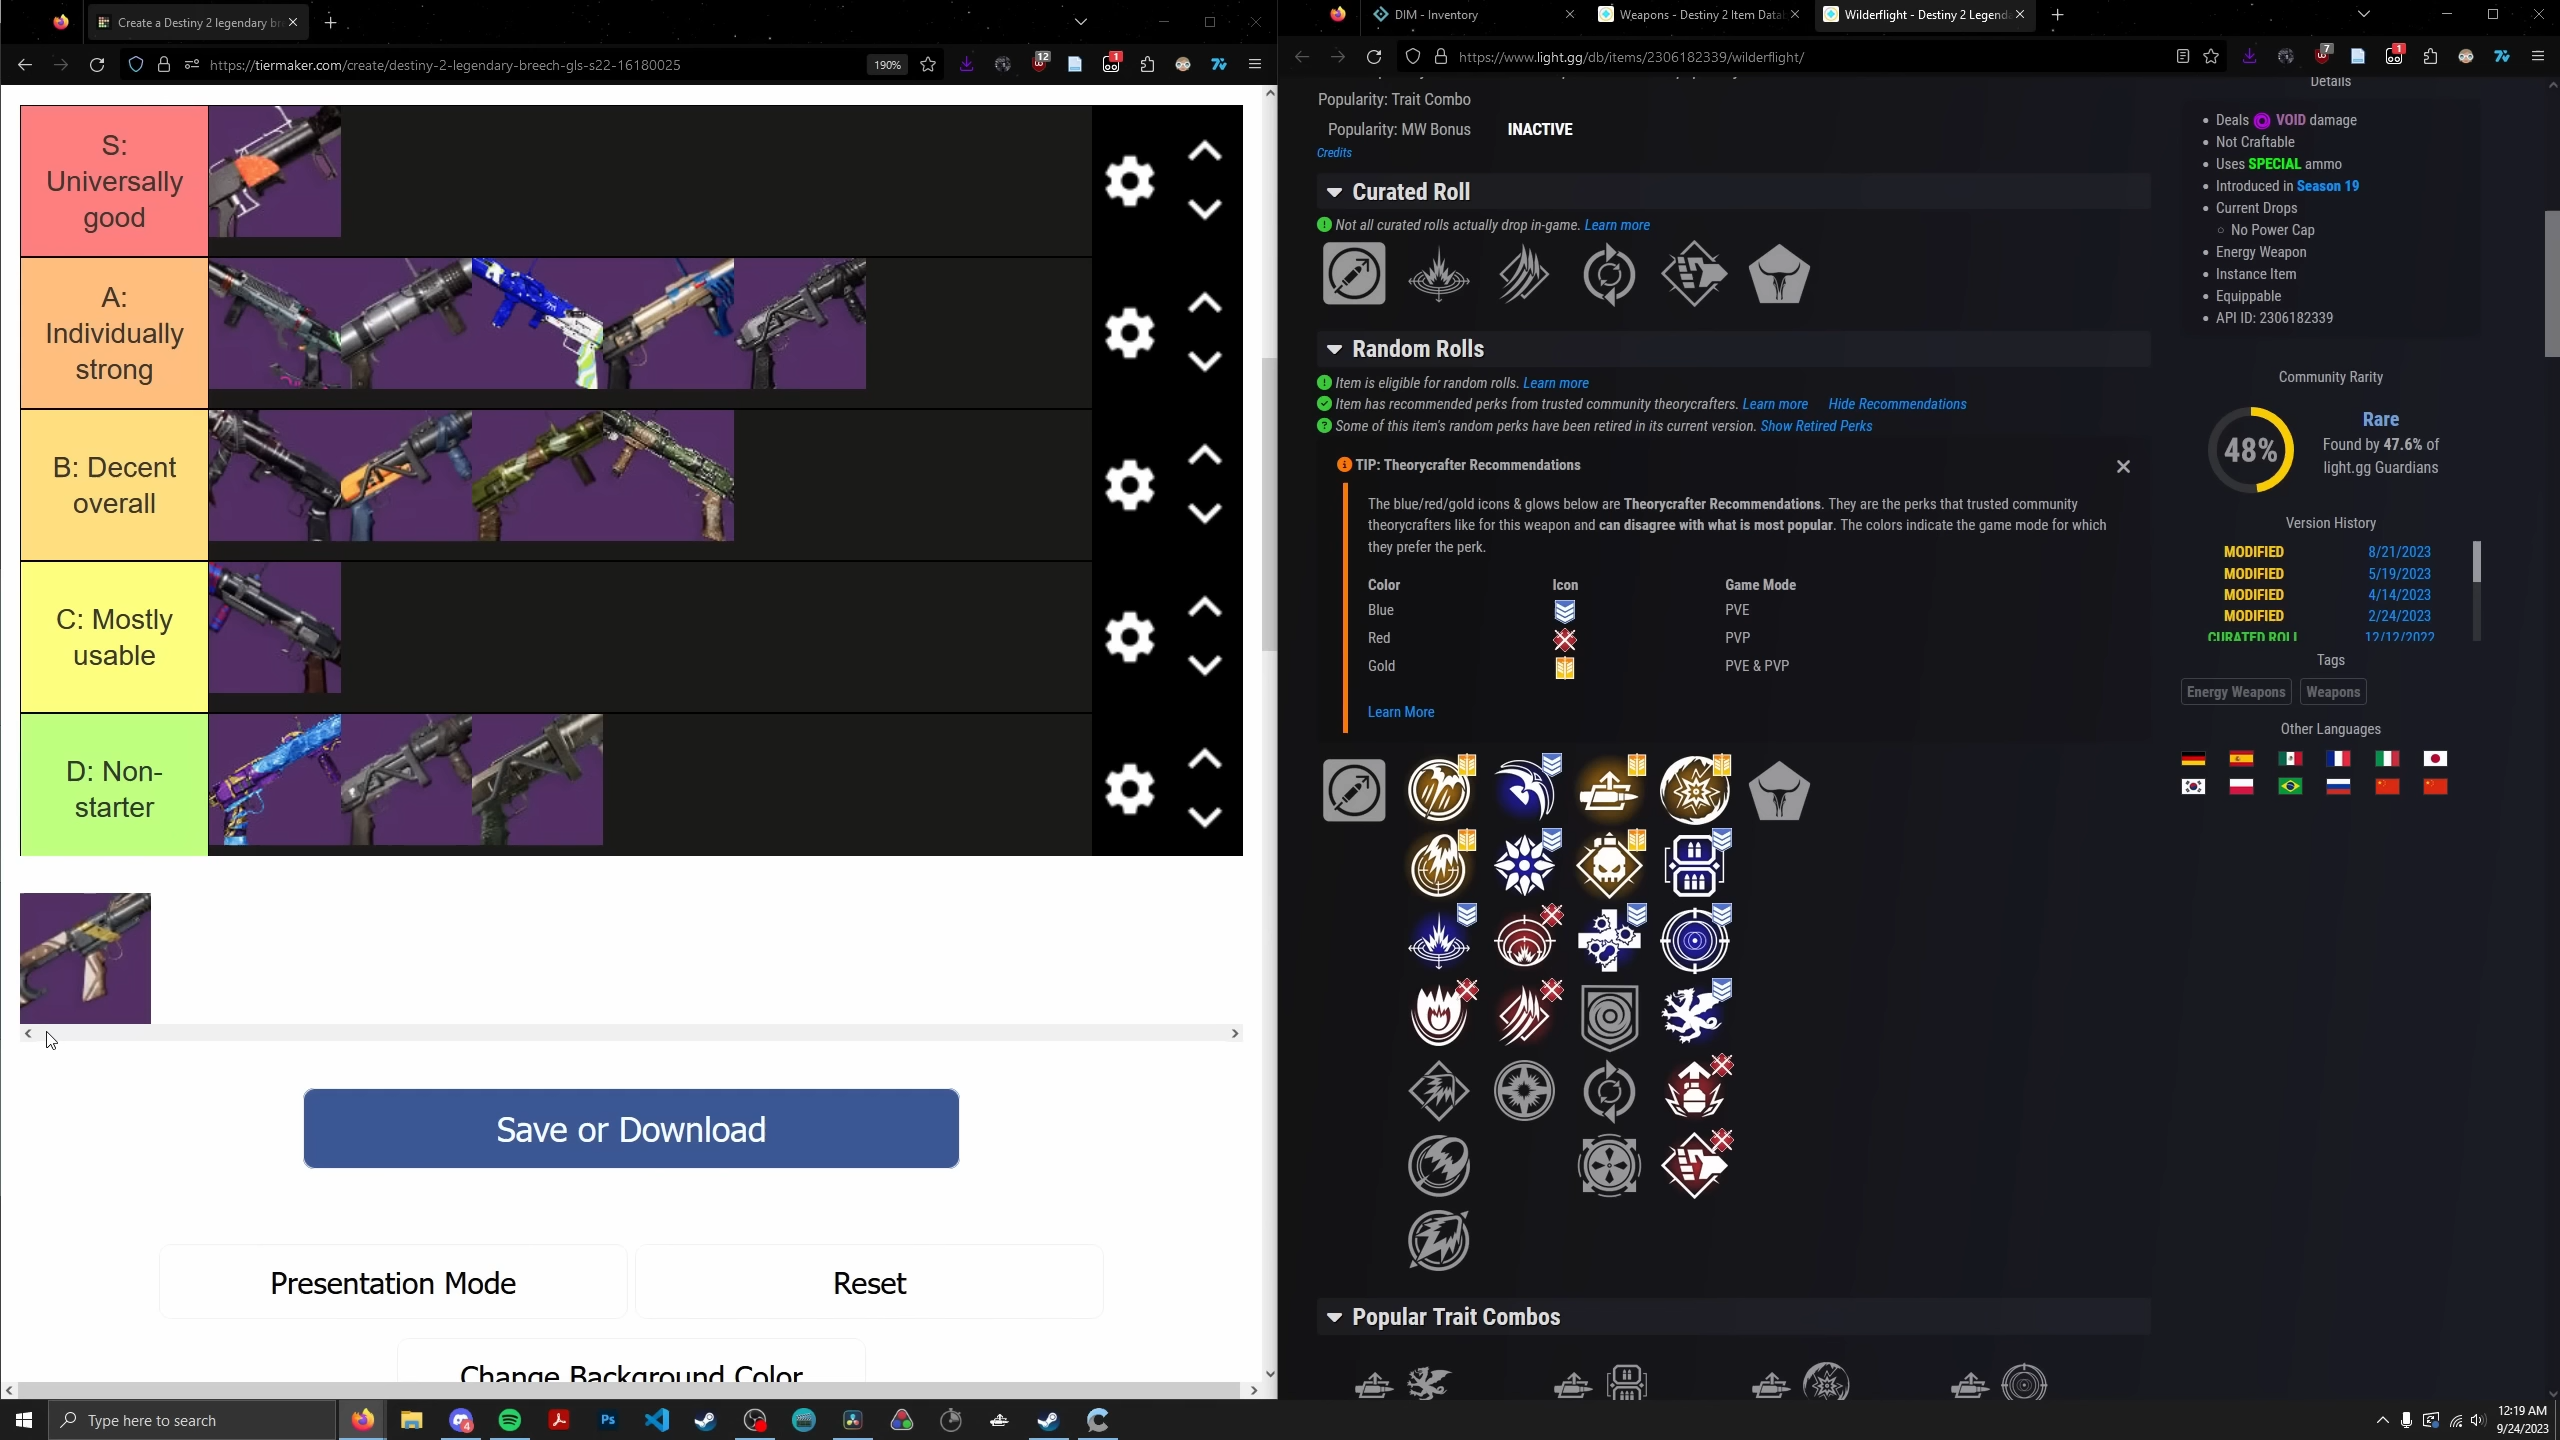 Create a Destiny 2 legendary br
https://tiermaker.com/create/destiny-2-legendary-breech-gls-s22-16180025
190%
12
1
S:
Universally
good
A:
Individually
strong
B: Decent
overall
C: Mostly
usable
D: Non-
starter
Save or Download
Presentation Mode
Reset
Change Background Color
DIM - Inventory
Weapons - Destiny 2 Item Data
Wilderflight - Destiny 2 Legend
https://www.light.gg/db/items/2306182339/wilderflight/
7
1
Popularity: Trait Combo
Popularity: MW Bonus INACTIVE
Credits
Curated Roll
Not all curated rolls actually drop in-game. Learn more
Random Rolls
Item is eligible for random rolls. Learn more
Item has recommended perks from trusted community theorycrafters. Learn more Hide Recommendations
Some of this item's random perks have been retired in its current version. Show Retired Perks
TIP: Theorycrafter Recommendations
The blue/red/gold icons & glows below are Theorycrafter Recommendations. They are the perks that trusted community
theorycrafters like for this weapon and can disagree with what is most popular. The colors indicate the game mode for which
they prefer the perk.
Color Icon Game Mode
Blue PVE
Red PVP
Gold PVE & PVP
Learn More
Popular Trait Combos
Details
Deals VOID damage
Not Craftable
Uses SPECIAL ammo
Introduced in Season 19
Current Drops
No Power Cap
Energy Weapon
Instance Item
Equippable
API ID: 2306182339
Community Rarity
48%
Rare
Found by 47.6% of
light.gg Guardians
Version History
MODIFIED 8/21/2023
MODIFIED 5/19/2023
MODIFIED 4/14/2023
MODIFIED 2/24/2023
CURATED ROLL 12/12/2022
Tags
Energy Weapons Weapons
Other Languages
Type here to search
4
Ps
12:19 AM
9/24/2023